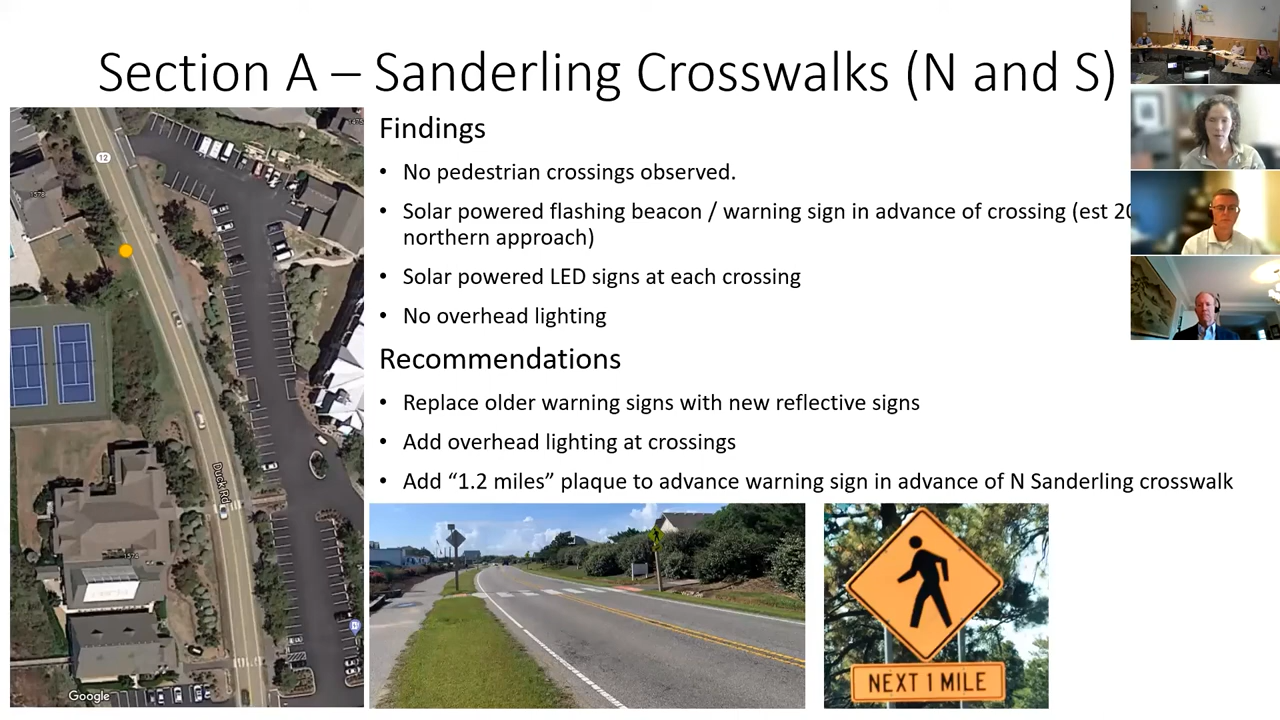 Section A – Sanderling Crosswalks (N and S)
Findings
• No pedestrian crossings observed.
• Solar powered flashing beacon / warning sign in advance of crossing (est
northern approach)
• Solar powered LED signs at each crossing
• No overhead lighting
Recommendations
• Replace older warning signs with new reflective signs
• Add overhead lighting at crossings
• Add “1.2 miles” plaque to advance warning sign in advance of N Sanderling crosswalk
12
Duck Rd
Google
NEXT 1 MILE